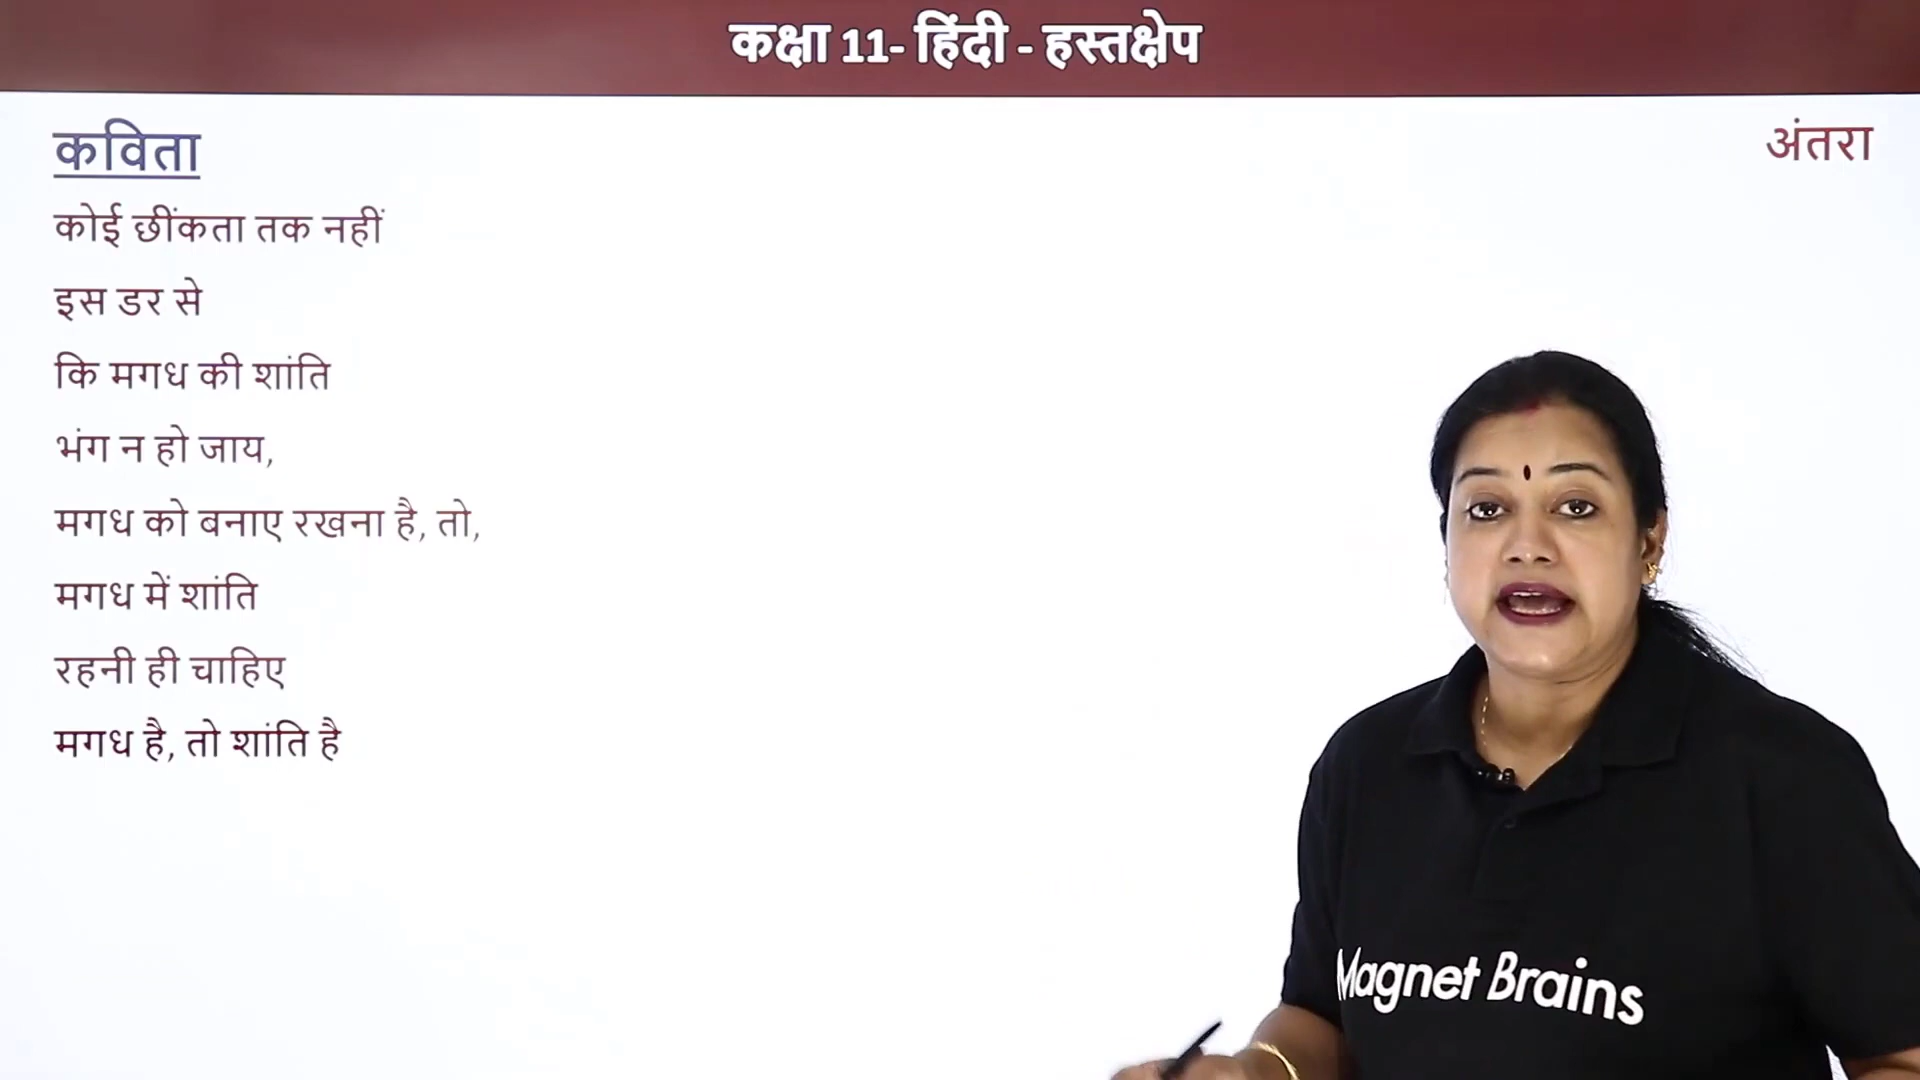 कक्षा 11- हिंदी - हस्तक्षेप
कविता
अंतरा
कोई छींकता तक नहीं
इस डर से
कि मगध की शांति
भंग न हो जाय,
मगध को बनाए रखना है, तो,
मगध में शांति
रहनी ही चाहिए
मगध है, तो शांति है
Magnet Brains